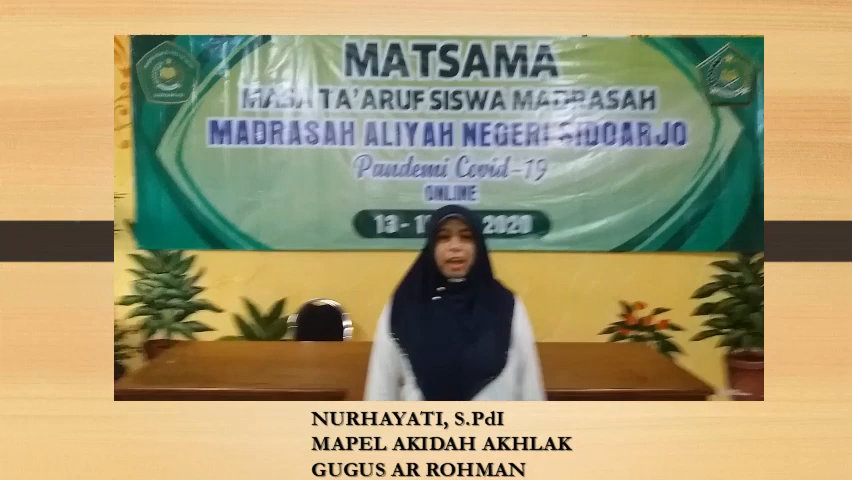 MATSAMA
MASA TA'ARUF SISWA MADRASAH
MADRASAH ALIYAH NEGERI SIDOARJO
Pandemi Covid-19
ONLINE
13 - 2020
NURHAYATI, S.PdI
MAPEL AKIDAH AKHLAK
GUGUS AR ROHMAN